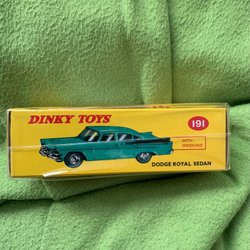 DINKY TOYS
191
WITH
WINDOWS
DODGE ROYAL SEDAN